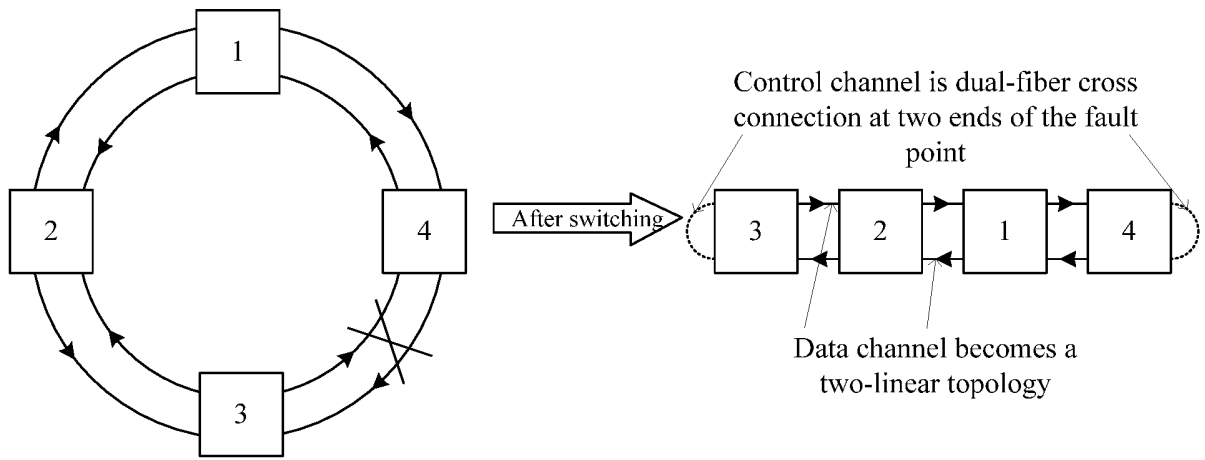 1
2
4
3
After switching
Control channel is dual-fiber cross
connection at two ends of the fault
point
3
2
1
4
Data channel becomes a
two-linear topology